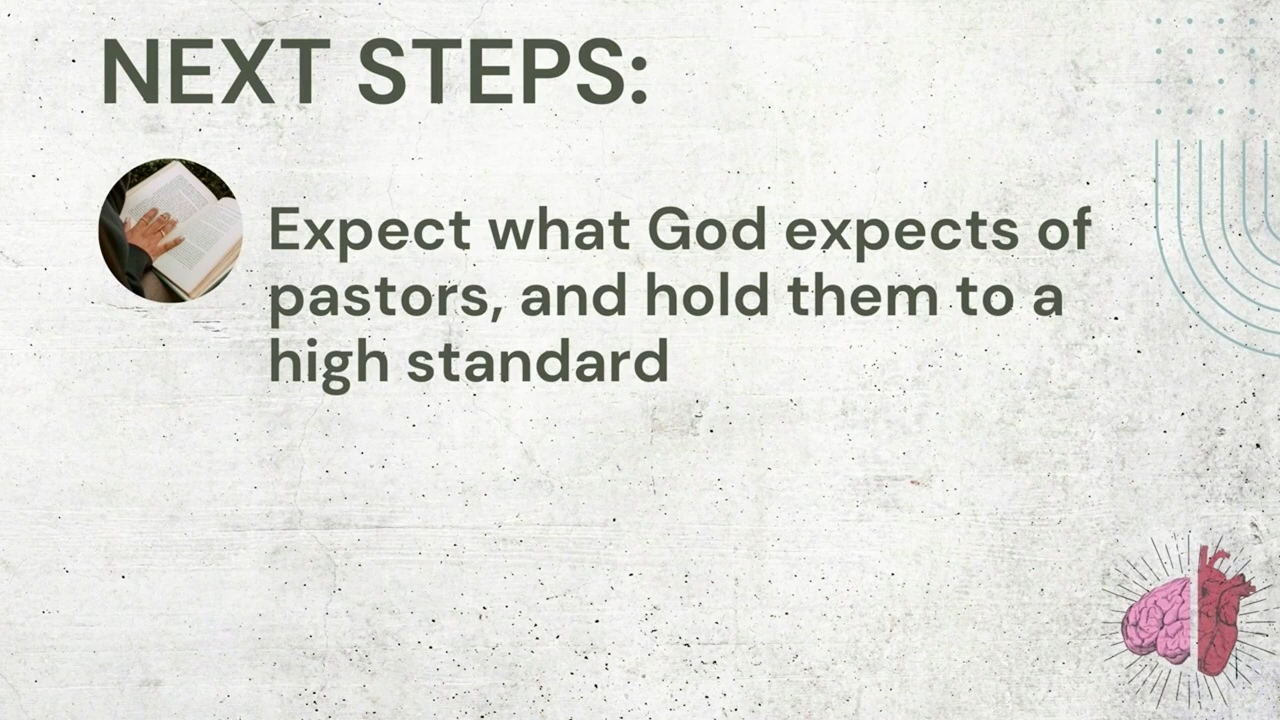 NEXT STEPS:
Expect what God expects of
pastors, and hold them to a
high standard